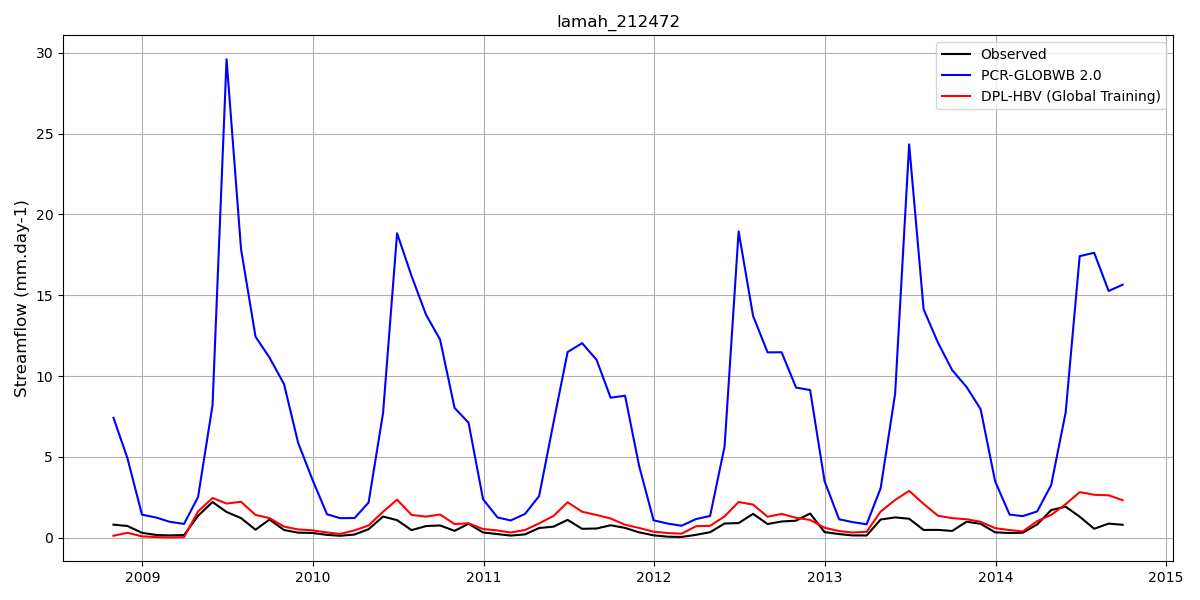 lamah_212472
Streamflow (mm.day-1)
30
25
20
15
10
5
0
2009
2010
2011
2012
2013
2014
2015
Observed
PCR-GLOBWB 2.0
DPL-HBV (Global Training)